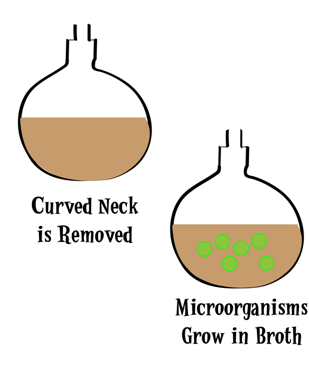 Curved Neck
is Removed
Microorganisms
Grow in Broth